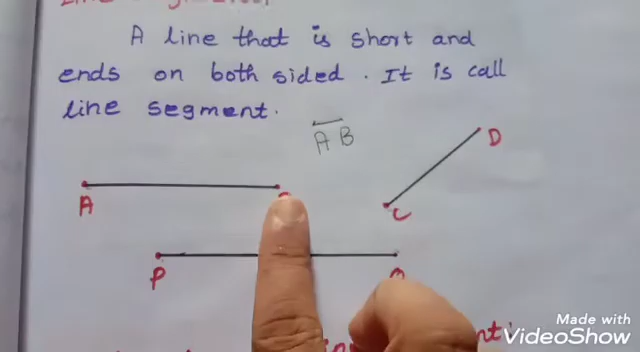 A line that is short and
ends on both sided. It is call
line segment.
AB
D
A
C
P
Made with
VideoShow